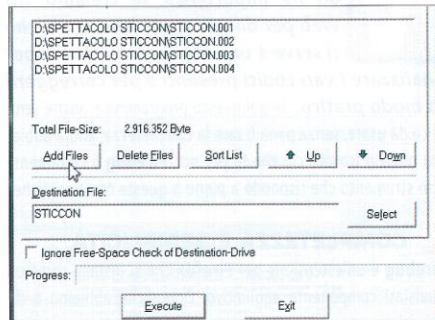 D:\SPETTACOLO STICCON\STICCON.001
D:\SPETTACOLO STICCON\STICCON.002
D:\SPETTACOLO STICCON\STICCON.003
D:\SPETTACOLO STICCON\STICCON.004
Total File-Size: 2.916.352 Byte
Add Files Delete Files Sort List Up Down
Destination File:
STICCON
Select
Ignore Free-Space Check of Destination-Drive
Progress:
Execute Exit